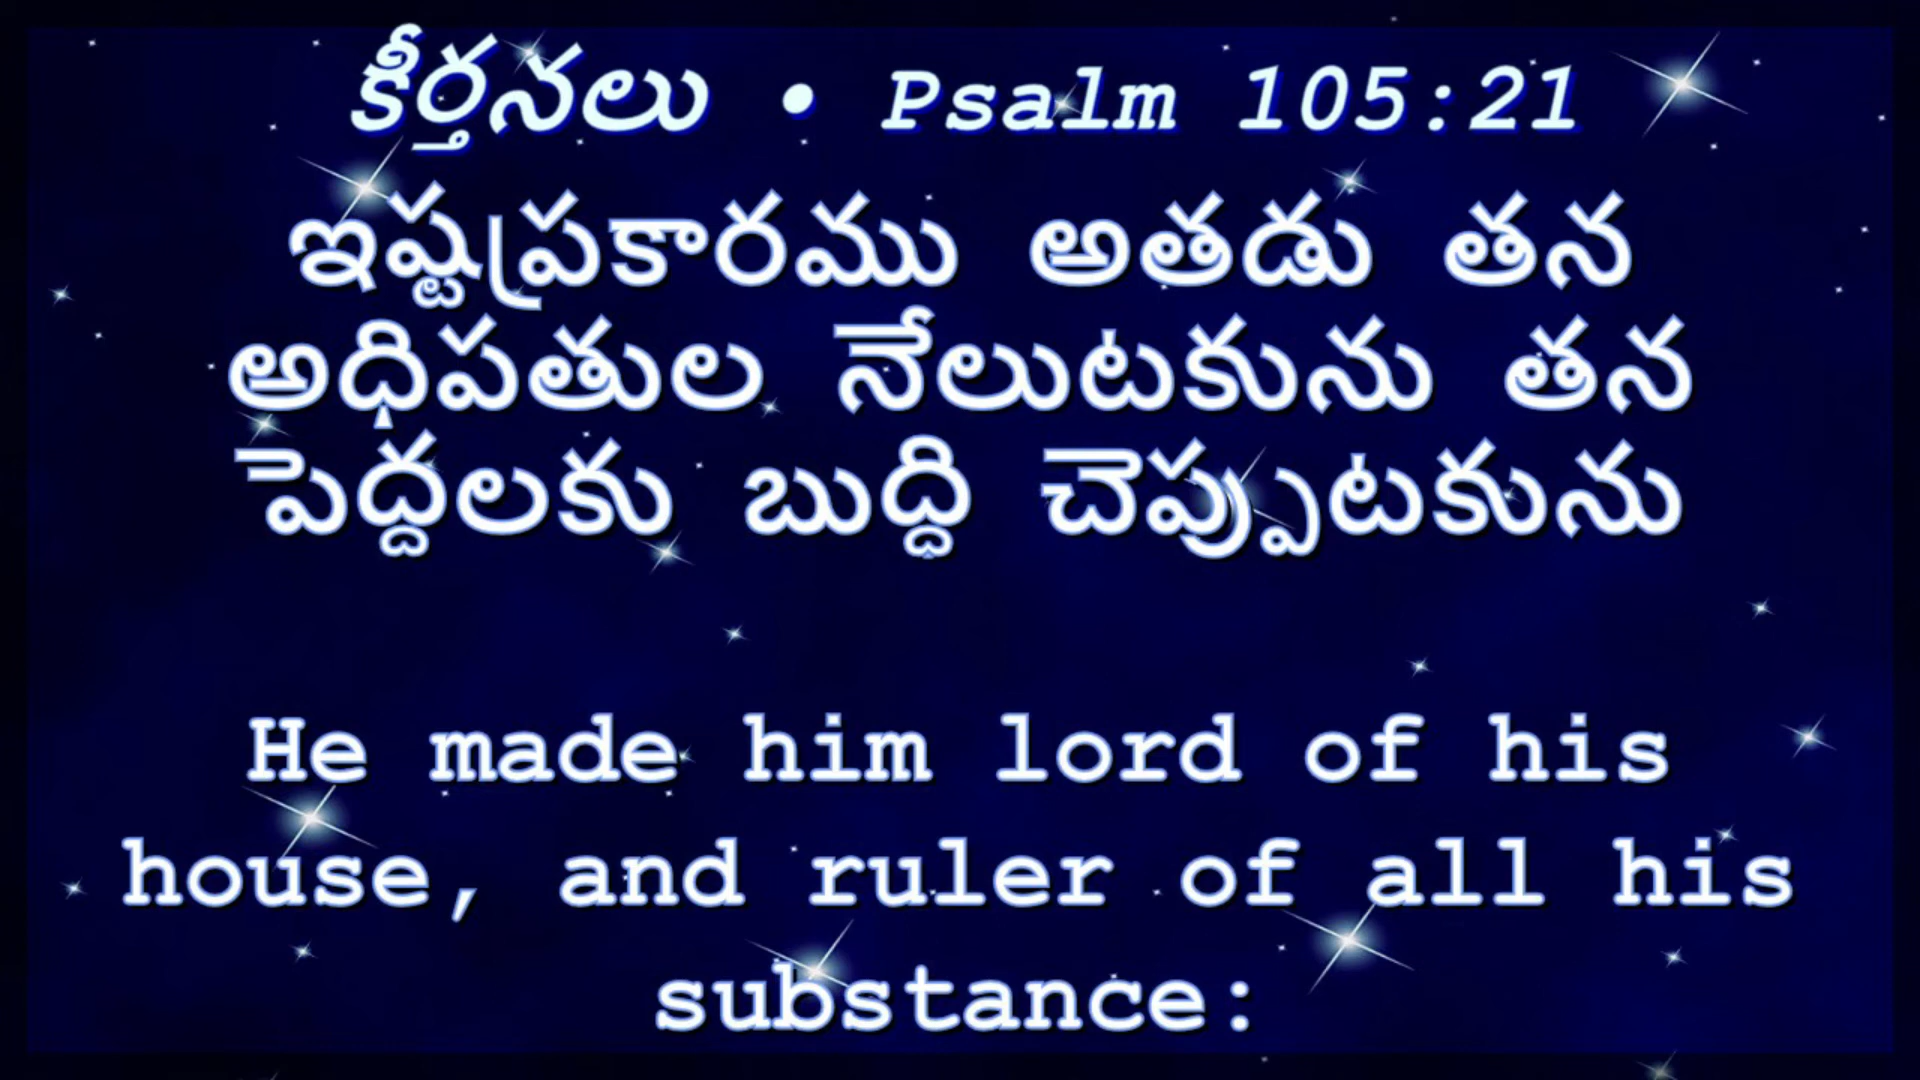 కీర్తనలు • Psalm 105:21
ఇష్టప్రకారము అతడు తన
అధిపతుల నేలుటకును తన
పెద్దలకు బుద్ధి చెప్పుటకును
He made him lord of his
house, and ruler of all his
substance: